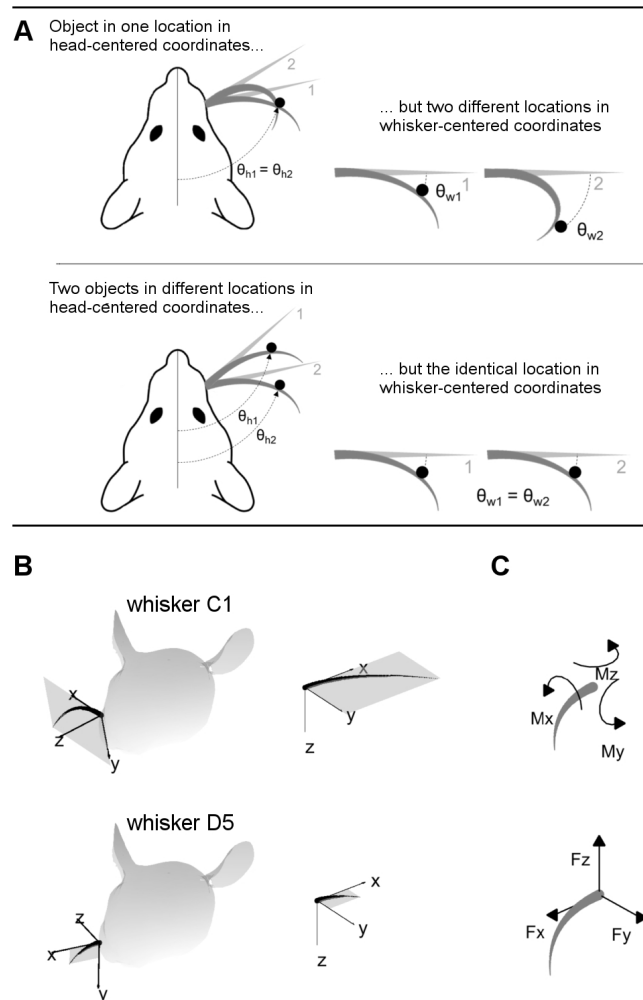 A
Object in one location in
head-centered coordinates...
2
1
θh1 = θh2
... but two different locations in
whisker-centered coordinates
1
θw1
2
θw2
Two objects in different locations in
head-centered coordinates...
1
2
θh1
θh2
... but the identical location in
whisker-centered coordinates
1
2
θw1 = θw2
B
whisker C1
x
z
y
x
y
z
whisker D5
z
x
y
x
y
z
C
Mz
Mx
My
Fz
Fx
Fy